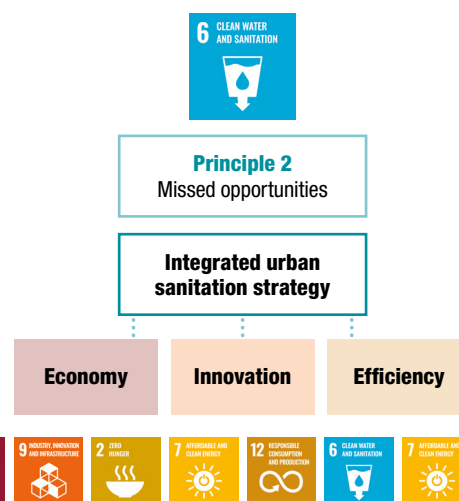 6 CLEAN WATER
AND SANITATION
Principle 2
Missed opportunities
Integrated urban
sanitation strategy
Economy
Innovation
Efficiency
9 INDUSTRY, INNOVATION
AND INFRASTRUCTURE
2 ZERO
HUNGER
7 AFFORDABLE AND
CLEAN ENERGY
12 RESPONSIBLE
CONSUMPTION
AND PRODUCTION
6 CLEAN WATER
AND SANITATION
7 AFFORDABLE AND
CLEAN ENERGY